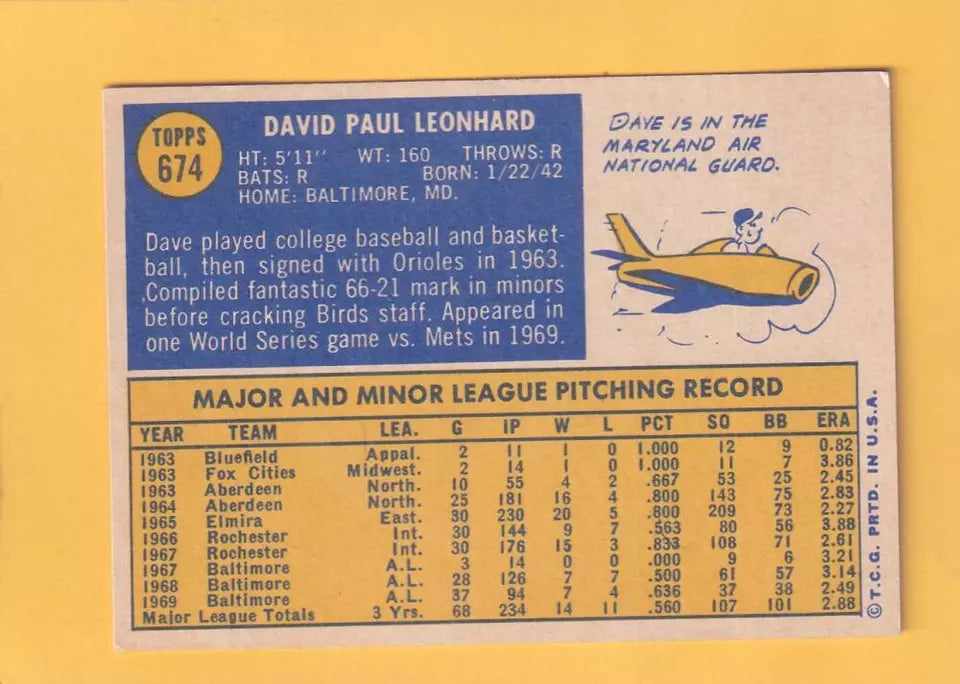 TOPPS
674
DAVID PAUL LEONHARD
HT: 5'11" WT: 160 THROWS: R
BATS: R BORN: 1/22/42
HOME: BALTIMORE, MD.
Dave played college baseball and basket-
ball, then signed with Orioles in 1963.
Compiled fantastic 66-21 mark in minors
before cracking Birds staff. Appeared in
one World Series game vs. Mets in 1969.
DAVE IS IN THE
MARYLAND AIR
NATIONAL GUARD.
MAJOR AND MINOR LEAGUE PITCHING RECORD
YEAR TEAM LEA. G IP W L PCT SO BB ERA
1963 Bluefield Appal. 2 11 1 0 1.000 12 9 0.82
1963 Fox Cities Midwest. 2 14 1 0 1.000 11 7 3.86
1963 Aberdeen North. 10 55 4 2 .667 53 25 2.45
1964 Aberdeen North. 25 181 16 4 .800 143 75 2.83
1965 Elmira East. 30 230 20 5 .800 209 73 2.27
1966 Rochester Int. 30 144 9 7 .563 80 56 3.88
1967 Rochester Int. 30 176 15 3 .833 108 71 2.61
1967 Baltimore A.L. 3 14 0 0 .000 9 6 3.21
1968 Baltimore A.L. 28 126 7 7 .500 61 57 3.14
1969 Baltimore A.L. 37 94 7 4 .636 37 38 2.49
Major League Totals 3 Yrs. 68 234 14 11 .560 107 101 2.88
© T.C.G. PRTD. IN U.S.A.